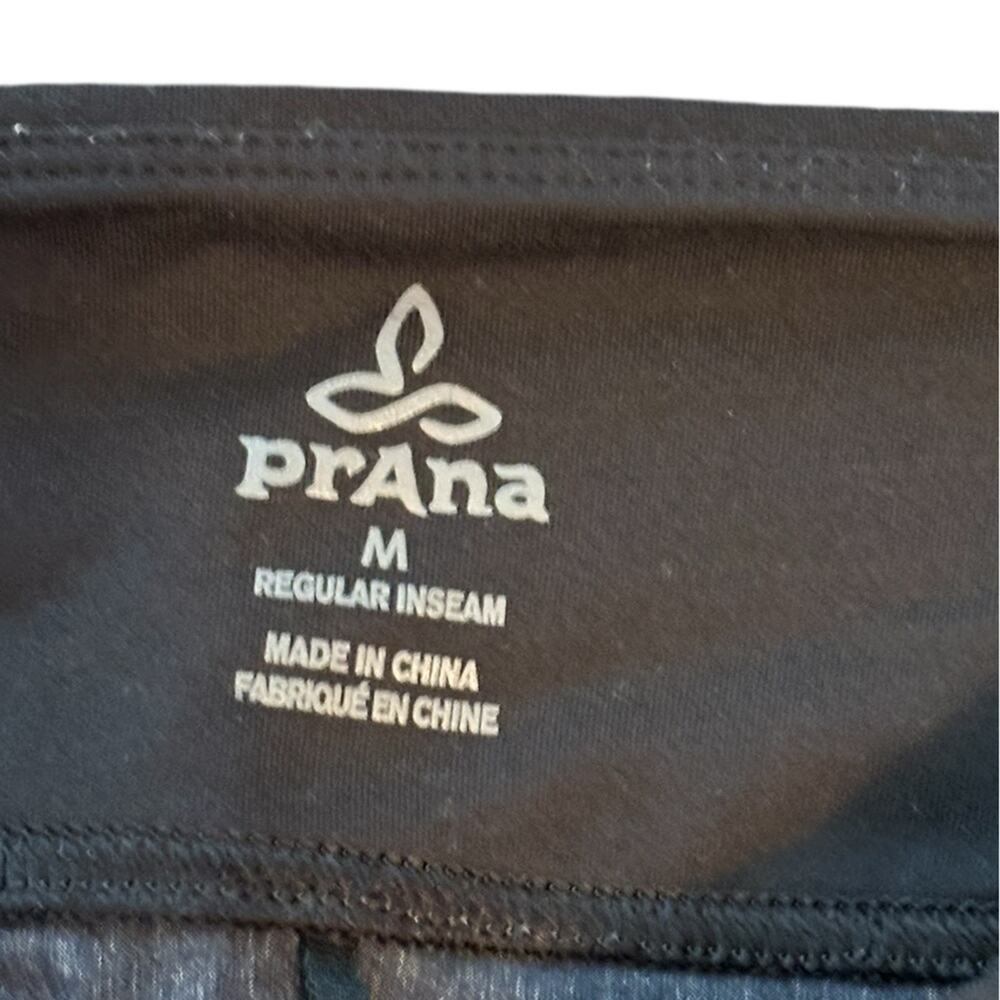 prAna
M
REGULAR INSEAM
MADE IN CHINA
FABRIQUÉ EN CHINE